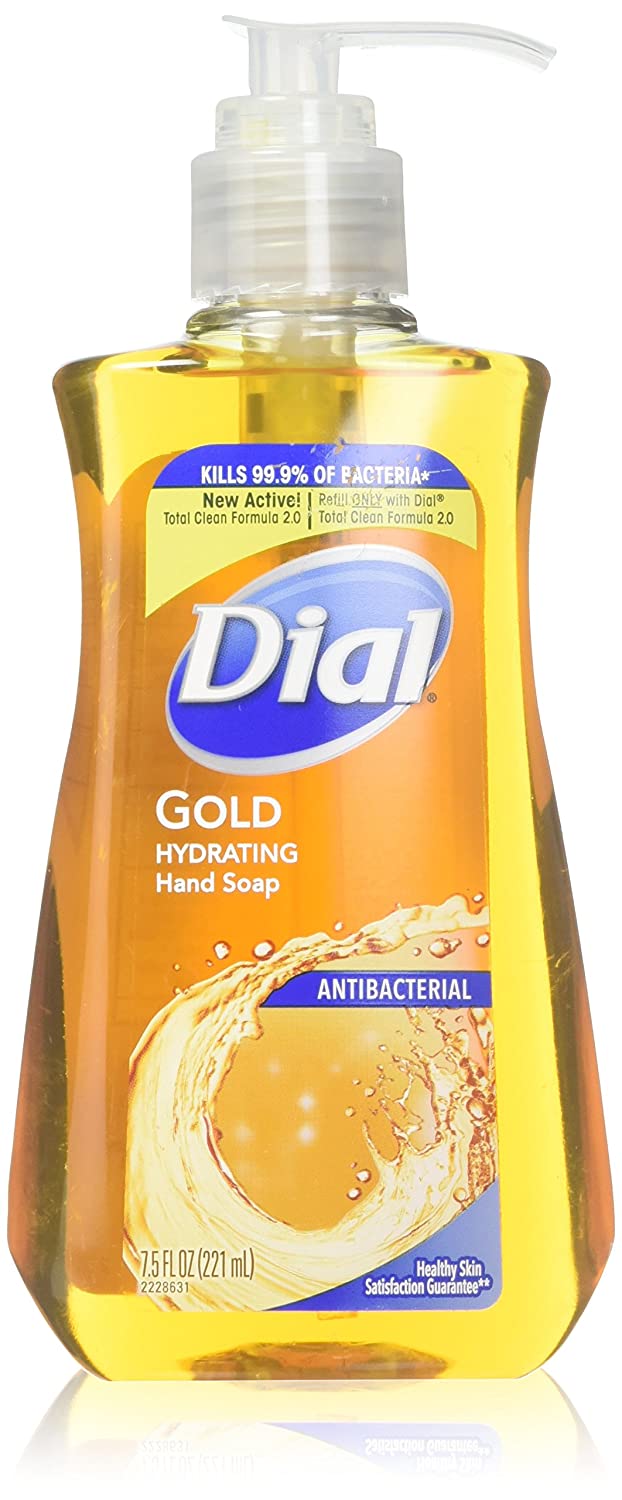 KILLS 99.9% OF BACTERIA*
New Active! Refill ONLY with Dial®
Total Clean Formula 2.0 Total Clean Formula 2.0
Dial®
GOLD
HYDRATING
Hand Soap
ANTIBACTERIAL
7.5 FL OZ (221 mL)
2228631
Healthy Skin
Satisfaction Guarantee**